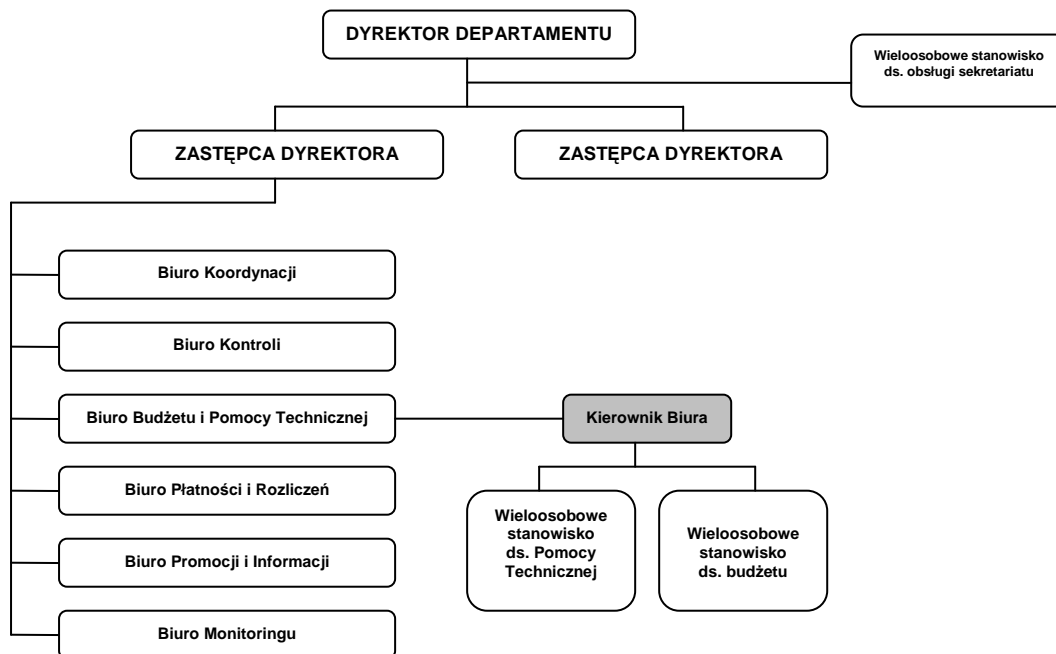 DYREKTOR DEPARTAMENTU
Wieloosobowe stanowisko
ds. obsługi sekretariatu
ZASTĘPCA DYREKTORA
ZASTĘPCA DYREKTORA
Biuro Koordynacji
Biuro Kontroli
Biuro Budżetu i Pomocy Technicznej
Kierownik Biura
Biuro Płatności i Rozliczeń
Wieloosobowe
stanowisko
ds. Pomocy
Technicznej
Wieloosobowe
stanowisko
ds. budżetu
Biuro Promocji i Informacji
Biuro Monitoringu